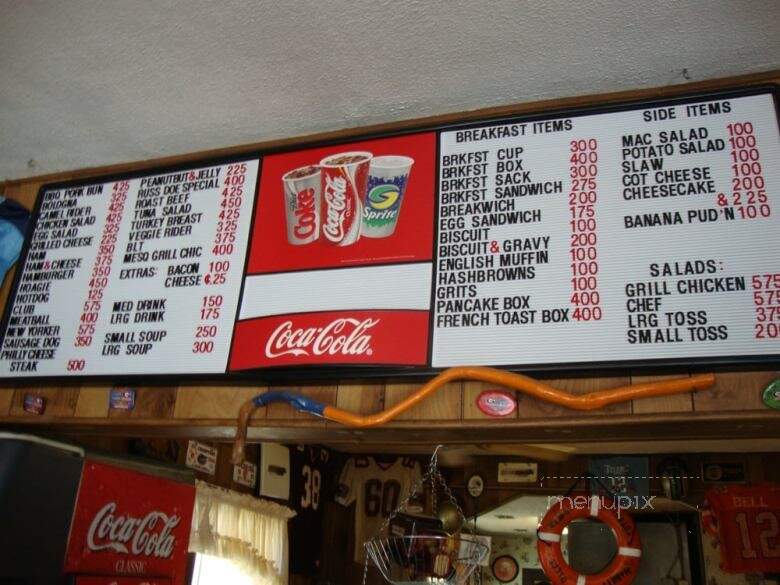 BBQ PORK BUN 425
BOLOGNA 325
CAMEL RIDER 425
CHICKEN SALAD 425
EGG SALAD 325
GRILLED CHEESE 225
HAM 350
HAM & CHEESE 375
HAMBURGER 350
HOAGIE 450
HOTDOG 125
CLUB 575
MEATBALL 400
NEW YORKER 575
SAUSAGE DOG 350
PHILLY CHEESE
STEAK 500
PEANUTBUT & JELLY 225
RUSS DOE SPECIAL 400
ROAST BEEF 425
TUNA SALAD 450
TURKEY BREAST 425
VEGGIE RIDER 325
BLT 375
MESO GRILL CHIC 400
EXTRAS: BACON 100
CHEESE ¢.25
MED DRINK 150
LRG DRINK 175
SMALL SOUP 250
LRG SOUP 300
Coke
Coca-Cola
Sprite
Coca-Cola
BREAKFAST ITEMS
BRKFST CUP 300
BRKFST BOX 400
BRKFST SACK 300
BRKFST SANDWICH 275
BREAKWICH 200
EGG SANDWICH 175
BISCUIT 100
BISCUIT & GRAVY 200
ENGLISH MUFFIN 100
HASHBROWNS 100
GRITS 100
PANCAKE BOX 400
FRENCH TOAST BOX 400
SIDE ITEMS
MAC SALAD 100
POTATO SALAD 100
SLAW 100
COT CHEESE 100
CHEESECAKE 200
& 225
BANANA PUD'N 100
SALADS:
GRILL CHICKEN 575
CHEF 575
LRG TOSS 375
SMALL TOSS 20
Coca-Cola
CLASSIC
38
60
BELL
12
menupix